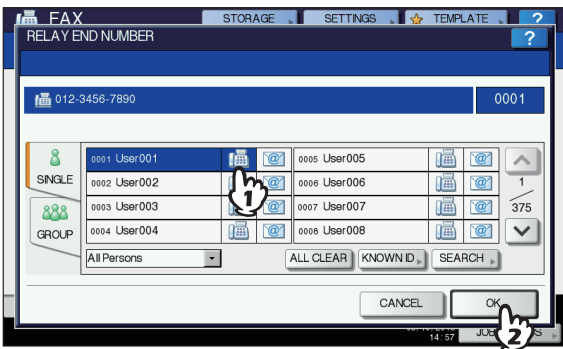 FAX STORAGE SETTINGS TEMPLATE ?
RELAY END NUMBER ?
012-3456-7890 0001
SINGLE
GROUP
0001 User001 @ 0005 User005 @
0002 User002 @ 0006 User006 @
0003 User003 @ 0007 User007 @
0004 User004 @ 0008 User008 @
1
375
All Persons ALL CLEAR KNOWN ID SEARCH
CANCEL OK
1
2
14:57 JOB